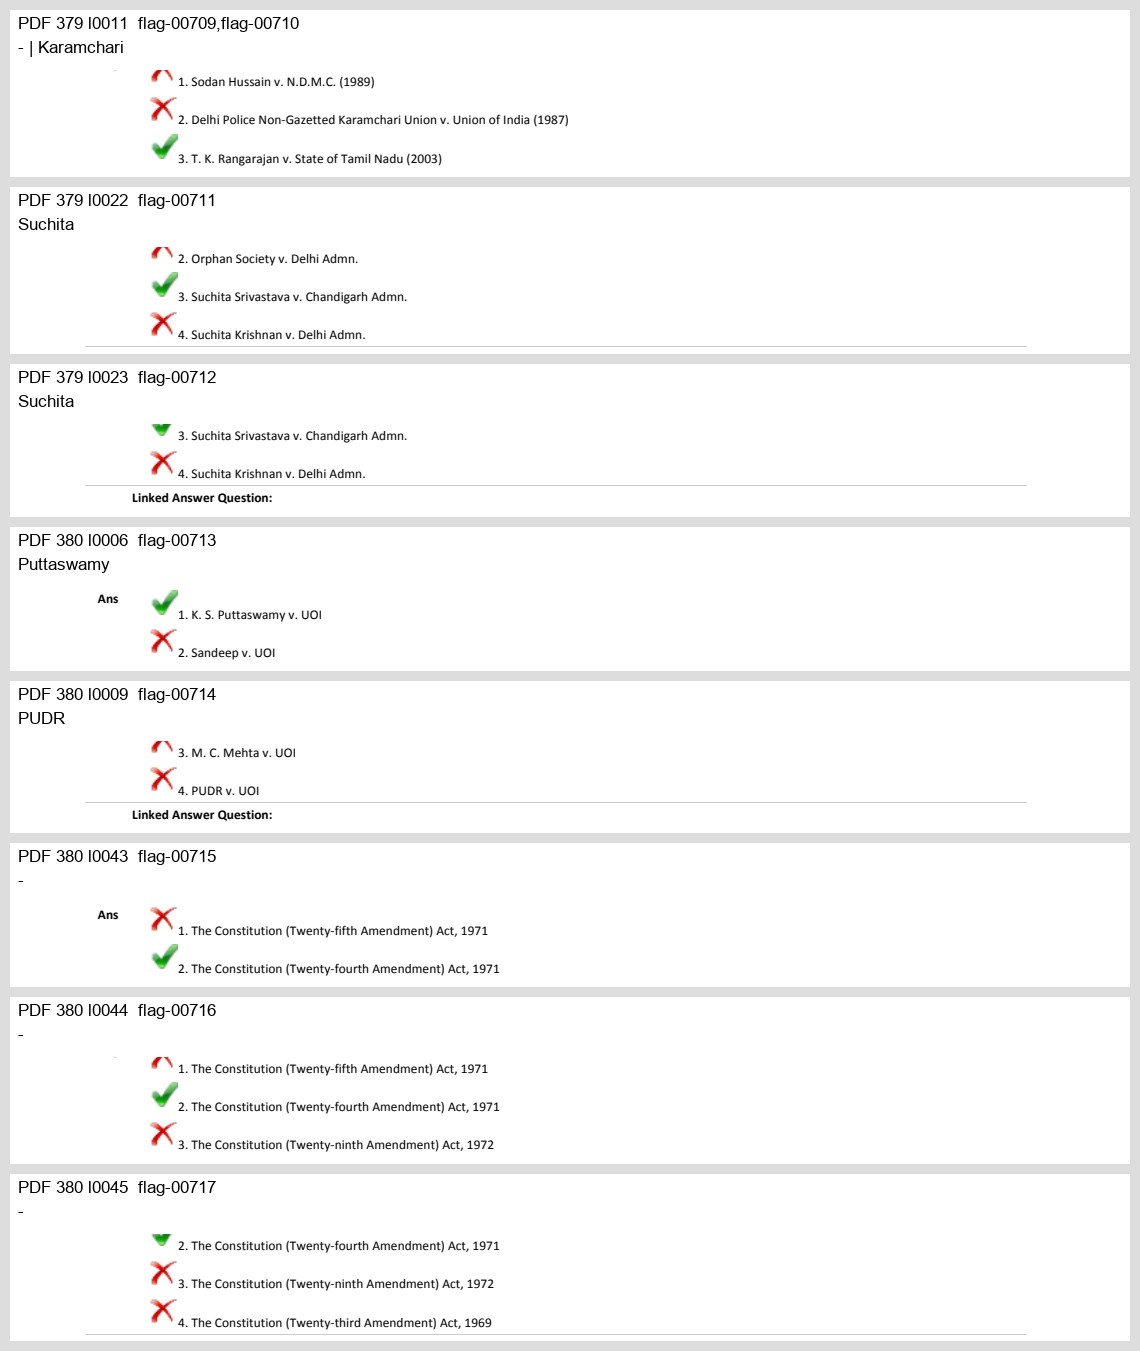 PDF 379 l0011 flag-00709,flag-00710
- | Karamchari
1. Sodan Hussain v. N.D.M.C. (1989)
2. Delhi Police Non-Gazetted Karamchari Union v. Union of India (1987)
3. T. K. Rangarajan v. State of Tamil Nadu (2003)
PDF 379 l0022 flag-00711
Suchita
2. Orphan Society v. Delhi Admn.
3. Suchita Srivastava v. Chandigarh Admn.
4. Suchita Krishnan v. Delhi Admn.
PDF 379 l0023 flag-00712
Suchita
3. Suchita Srivastava v. Chandigarh Admn.
4. Suchita Krishnan v. Delhi Admn.
Linked Answer Question:
PDF 380 l0006 flag-00713
Puttaswamy
Ans
1. K. S. Puttaswamy v. UOI
2. Sandeep v. UOI
PDF 380 l0009 flag-00714
PUDR
3. M. C. Mehta v. UOI
4. PUDR v. UOI
Linked Answer Question:
PDF 380 l0043 flag-00715
-
Ans
1. The Constitution (Twenty-fifth Amendment) Act, 1971
2. The Constitution (Twenty-fourth Amendment) Act, 1971
PDF 380 l0044 flag-00716
-
1. The Constitution (Twenty-fifth Amendment) Act, 1971
2. The Constitution (Twenty-fourth Amendment) Act, 1971
3. The Constitution (Twenty-ninth Amendment) Act, 1972
PDF 380 l0045 flag-00717
-
2. The Constitution (Twenty-fourth Amendment) Act, 1971
3. The Constitution (Twenty-ninth Amendment) Act, 1972
4. The Constitution (Twenty-third Amendment) Act, 1969